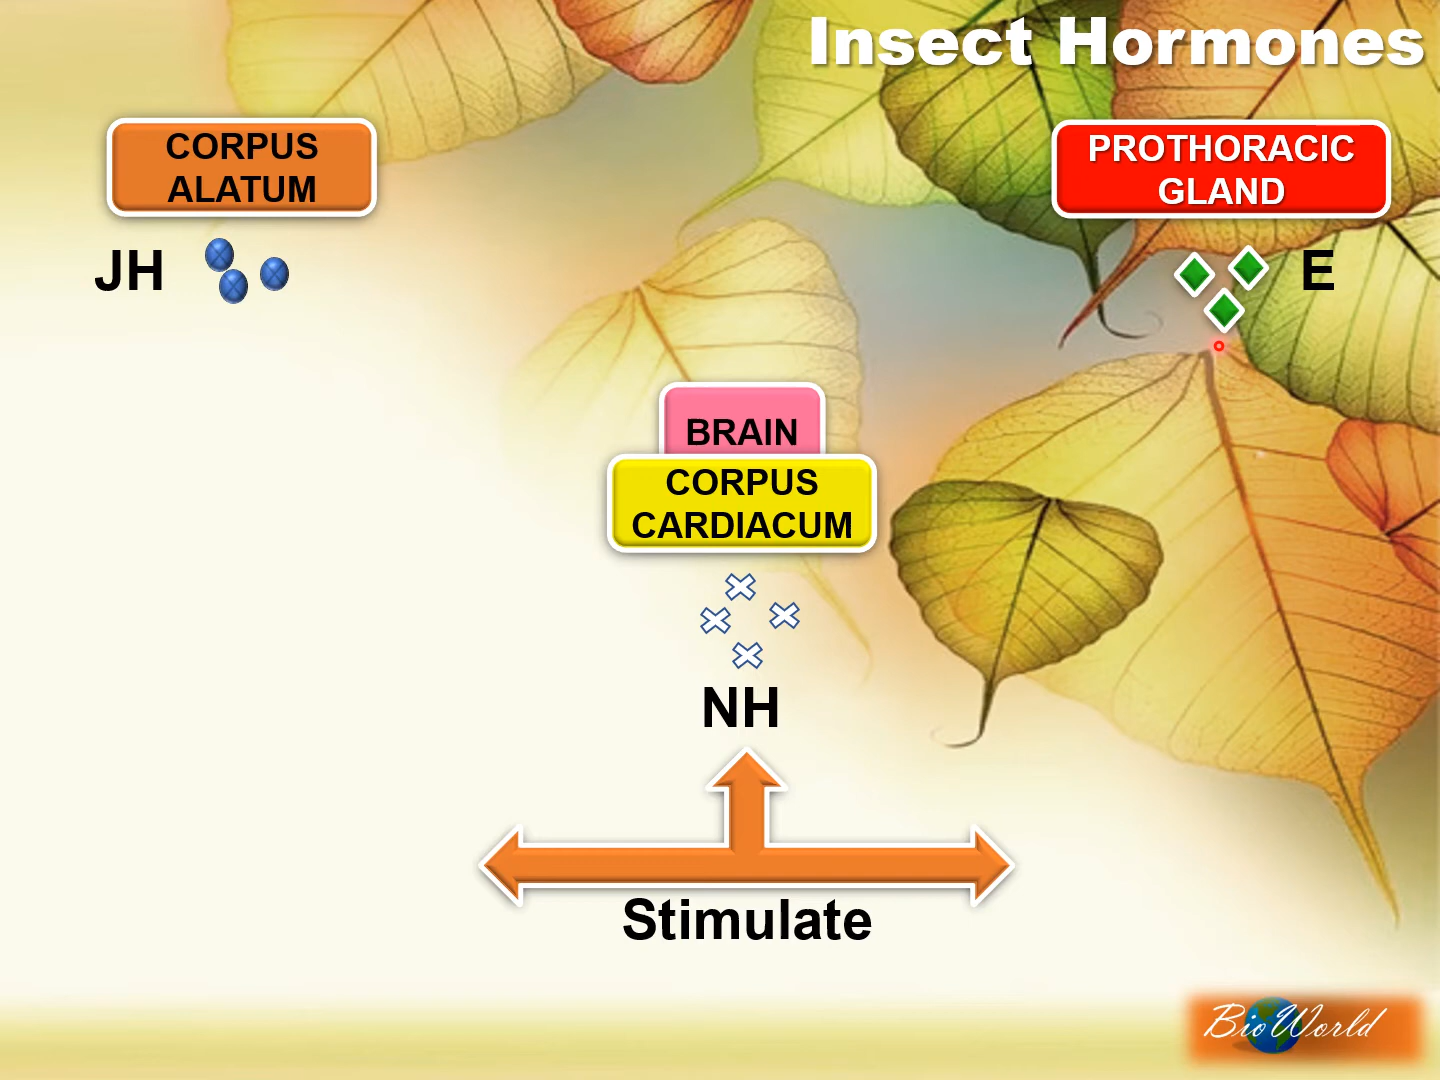 Insect Hormones
CORPUS
ALATUM
PROTHORACIC
GLAND
JH
E
BRAIN
CORPUS
CARDIACUM
NH
Stimulate
BioWorld